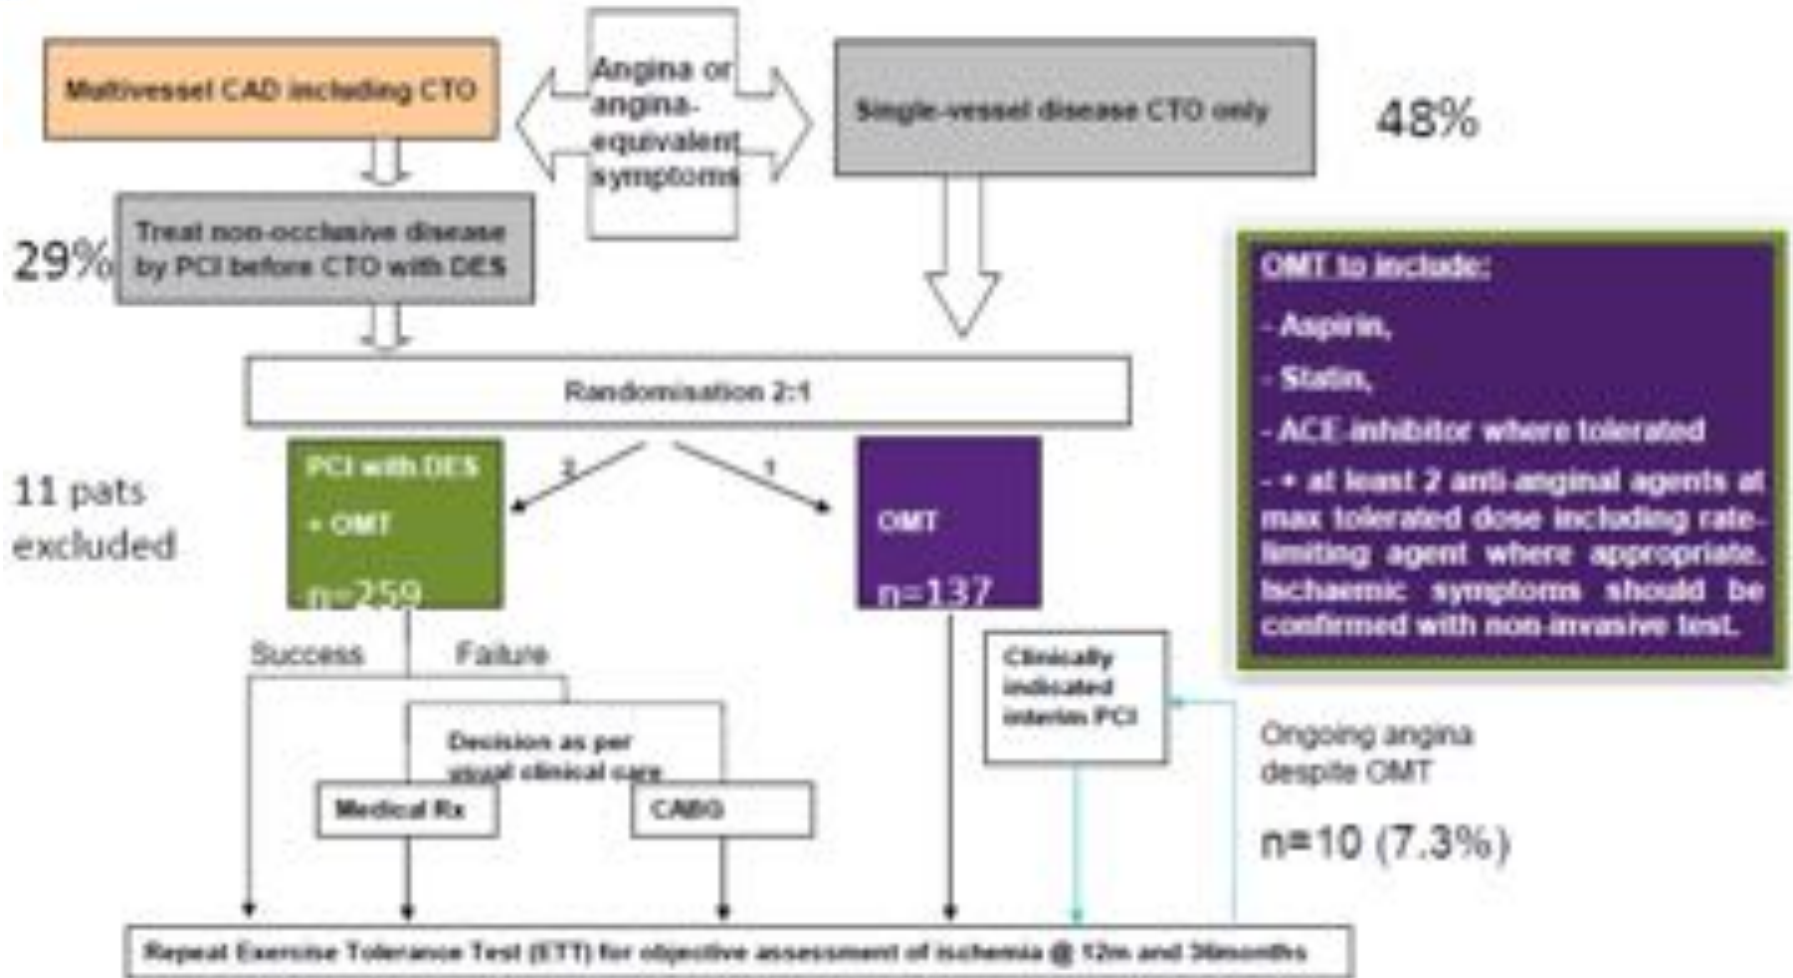 Multivessel CAD including CTO
Angina or
angina-
equivalent
symptoms
Single-vessel disease CTO only
48%
29%
Treat non-occlusive disease
by PCI before CTO with DES
Randomisation 2:1
OMT to include:
- Aspirin,
- Statin,
- ACE-inhibitor where tolerated
- + at least 2 anti-anginal agents at
max tolerated dose including rate-
limiting agent where appropriate.
Ischaemic symptoms should be
confirmed with non-invasive test.
11 pats
excluded
PCI with DES
+ OMT
n=259
2
1
OMT
n=137
Success
Failure
Decision as per
usual clinical care
Medical Rx
CABG
Clinically
indicated
interim PCI
Ongoing angina
despite OMT
n=10 (7.3%)
Repeat Exercise Tolerance Test (ETT) for objective assessment of ischemia @ 12m and 36months